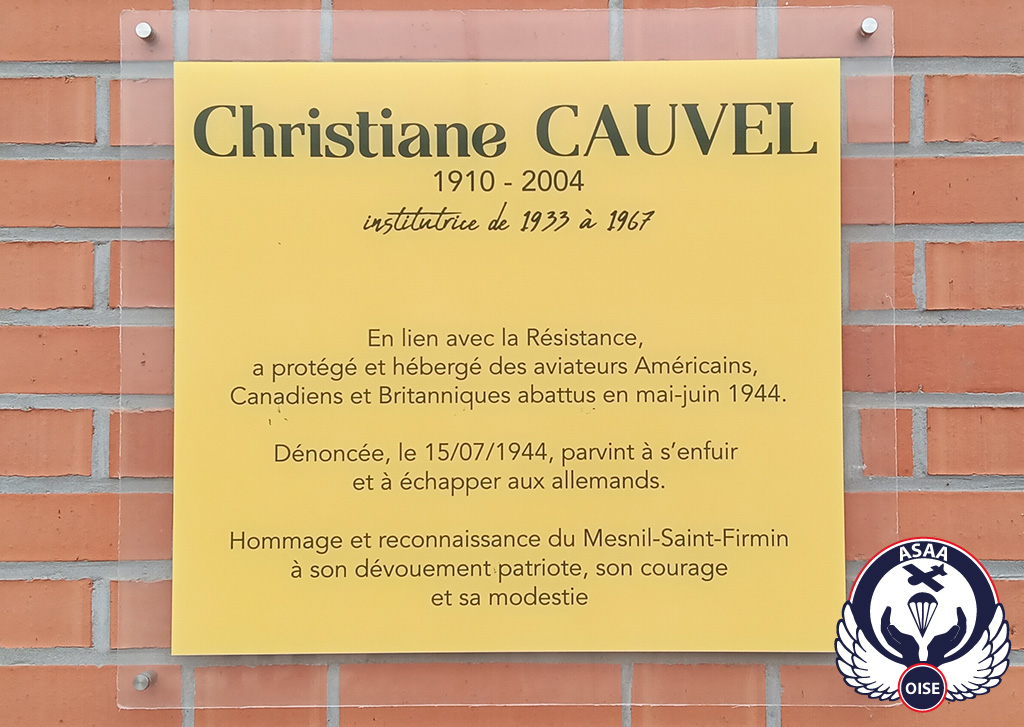 Christiane CAUVEL
1910 - 2004
institutrice de 1933 à 1967
En lien avec la Résistance,
a protégé et hébergé des aviateurs Américains,
Canadiens et Britanniques abattus en mai-juin 1944.
Dénoncée, le 15/07/1944, parvint à s’enfuir
et à échapper aux allemands.
Hommage et reconnaissance du Mesnil-Saint-Firmin
à son dévouement patriote, son courage
et sa modestie
ASAA
OISE